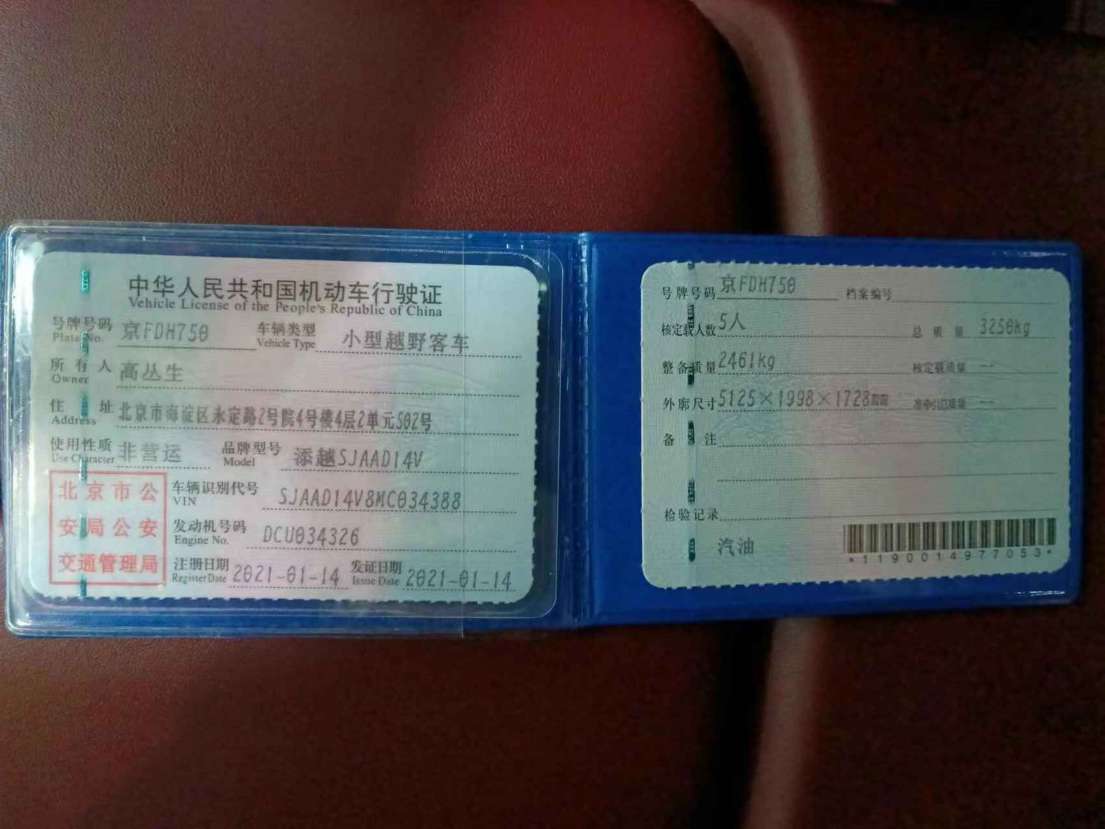 中华人民共和国机动车行驶证
Vehicle License of the People's Republic of China
号牌号码 京FDH750 车辆类型 小型越野客车
Plate No. Vehicle Type
所有人 高丛生
Owner
住址 北京市海淀区永定路2号院4号楼4层2单元502号
Address
使用性质 非营运 品牌型号 添越SJAAD14V
Use Character Model
北京市公安局公安交通管理局
车辆识别代号 SJAAD14V8MC034388
VIN
发动机号码 DCU034326
Engine No.
注册日期 2021-01-14 发证日期 2021-01-14
Register Date Issue Date
号牌号码 京FDH750 档案编号
核定载人数 5人 总质量 3250kg
整备质量 2461kg 核定载质量 --
外廓尺寸 5125×1998×1728mm 准牵引总质量 --
备注
检验记录
汽油
*1190014977053*